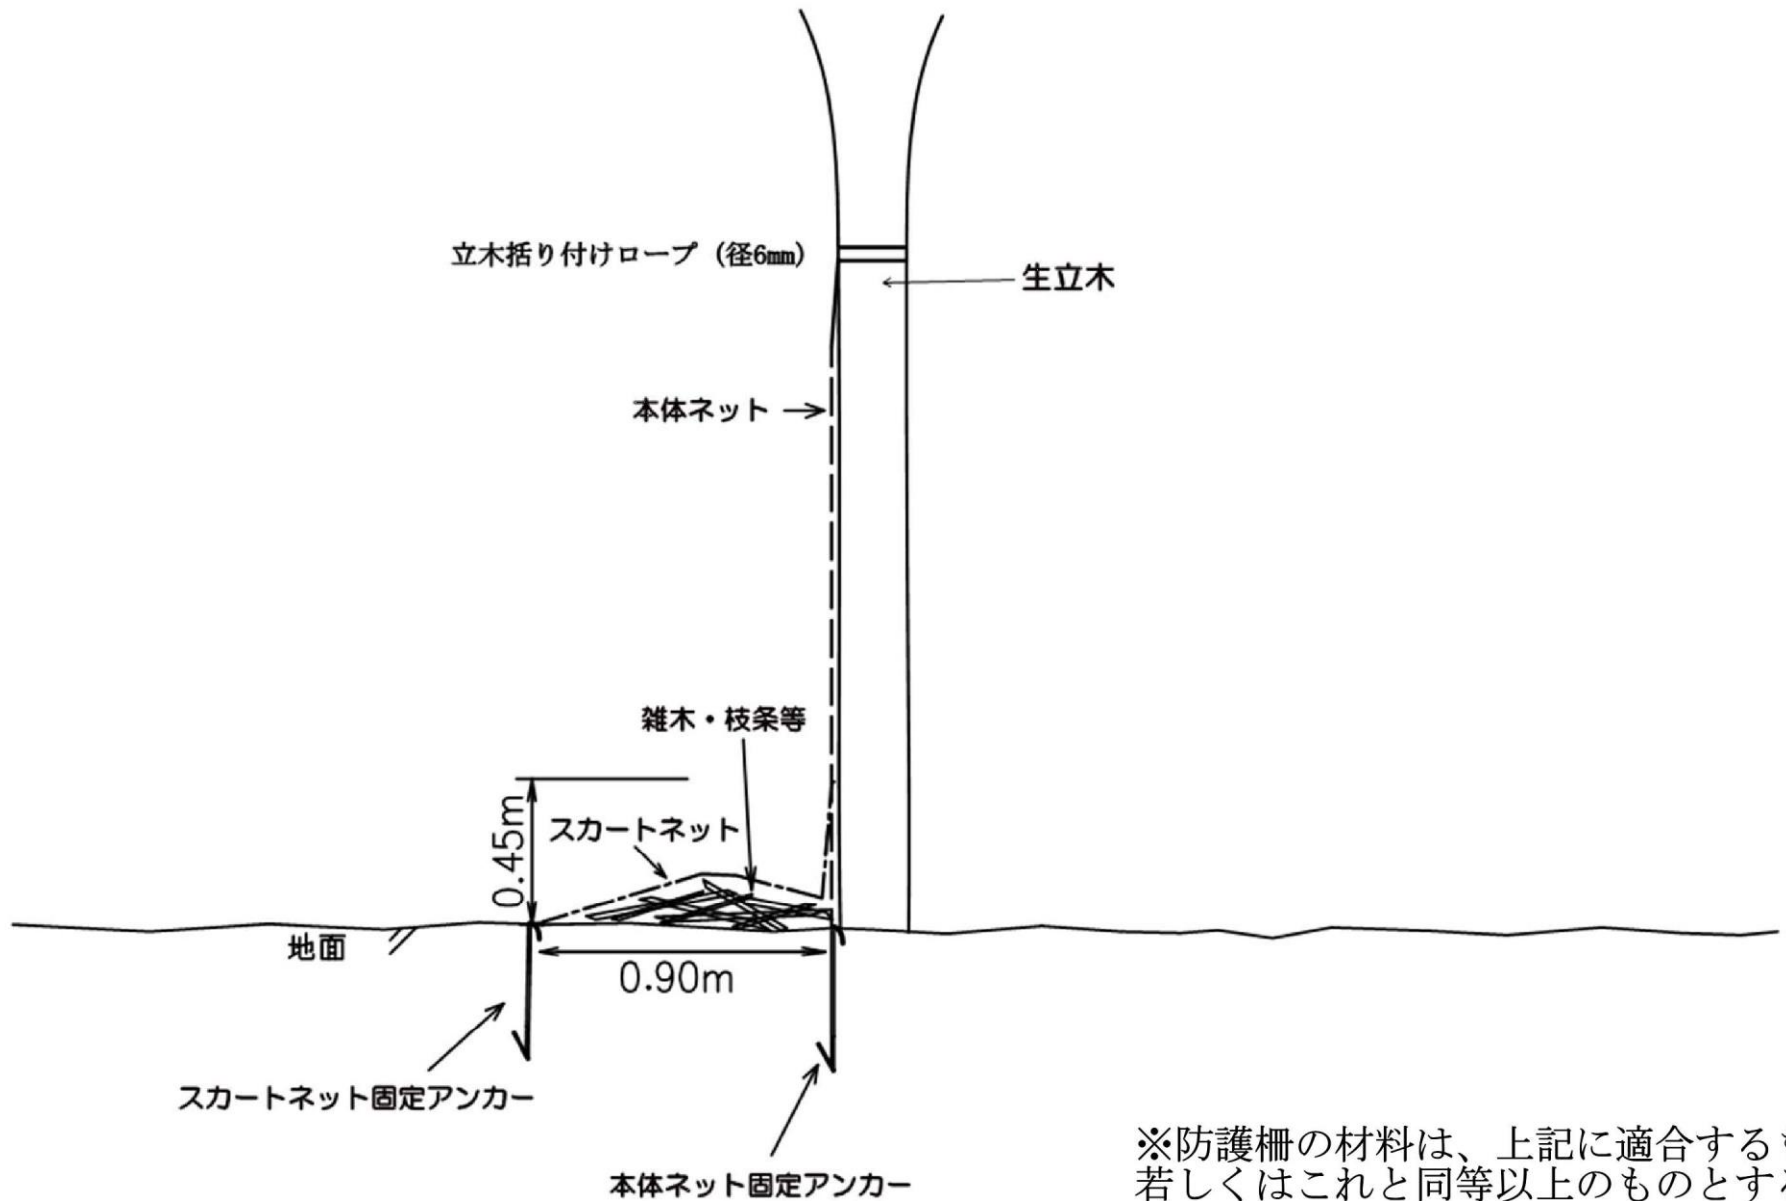 立木括り付けロープ (径6mm)
生立木
本体ネット
雑木・枝条等
0.45m
スカートネット
地面
0.90m
スカートネット固定アンカー
本体ネット固定アンカー
※防護柵の材料は、上記に適合する
若しくはこれと同等以上のものとす